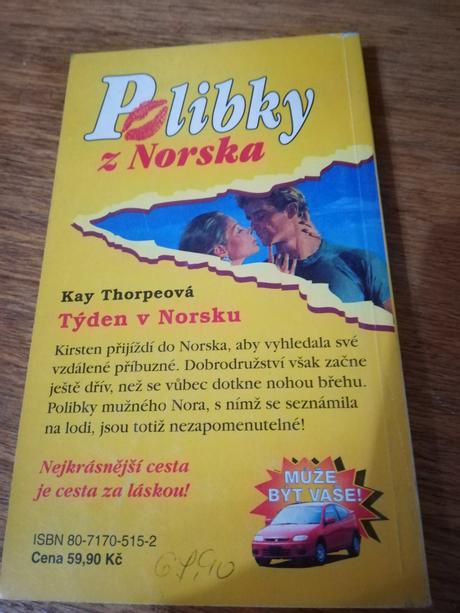 Polibky
z Norska
Kay Thorpeová
Týden v Norsku
Kirsten přijíždí do Norska, aby vyhledala své
vzdálené příbuzné. Dobrodružství však začne
ještě dřív, než se vůbec dotkne nohou břehu.
Polibky mužného Nora, s nímž se seznámila
na lodi, jsou totiž nezapomenutelné!
Nejkrásnější cesta
je cesta za láskou!
MŮŽE
BÝT VAŠE!
ISBN 80-7170-515-2
Cena 59,90 Kč